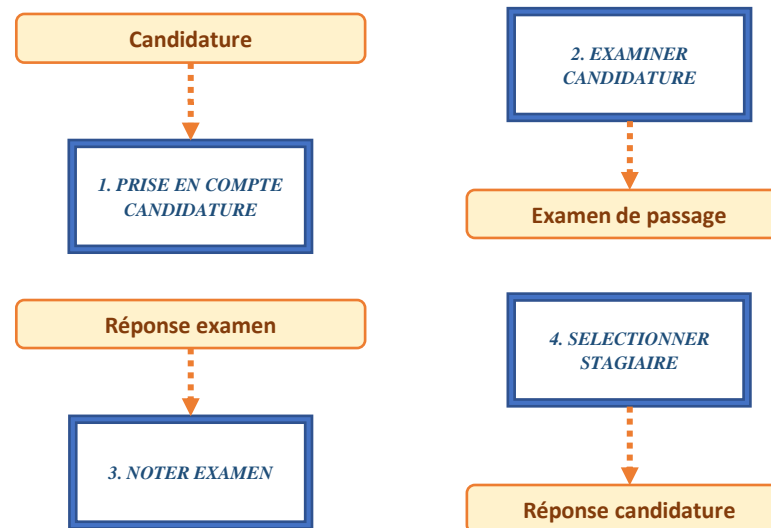 Candidature
1. PRISE EN COMPTE
CANDIDATURE
2. EXAMINER
CANDIDATURE
Examen de passage
Réponse examen
3. NOTER EXAMEN
4. SELECTIONNER
STAGIAIRE
Réponse candidature